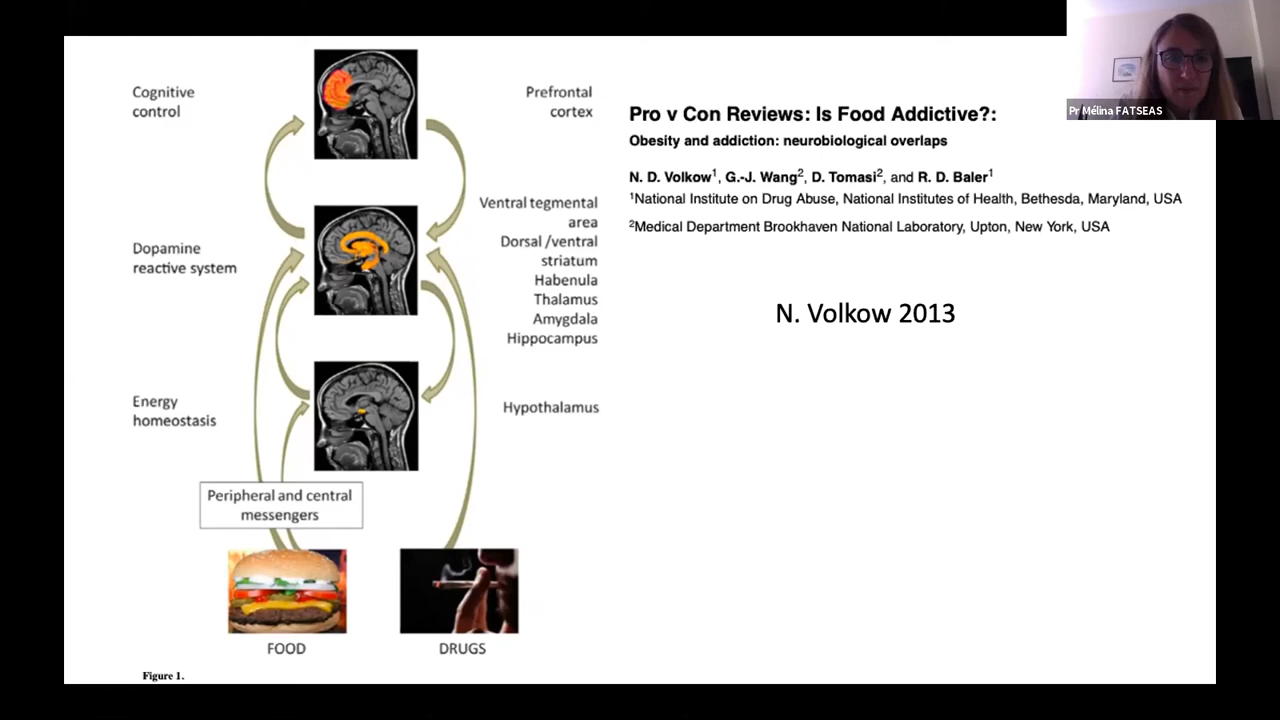 Cognitive
control
Prefrontal
cortex
Dopamine
reactive system
Ventral tegmental
area
Dorsal /ventral
striatum
Habenula
Thalamus
Amygdala
Hippocampus
Energy
homeostasis
Hypothalamus
Peripheral and central
messengers
FOOD
DRUGS
Figure 1.
Pro v Con Reviews: Is Food Addictive?:
Obesity and addiction: neurobiological overlaps
N. D. Volkow¹, G.-J. Wang², D. Tomasi², and R. D. Baler¹
¹National Institute on Drug Abuse, National Institutes of Health, Bethesda, Maryland, USA
²Medical Department Brookhaven National Laboratory, Upton, New York, USA
N. Volkow 2013
Pr Mélina FATSEAS